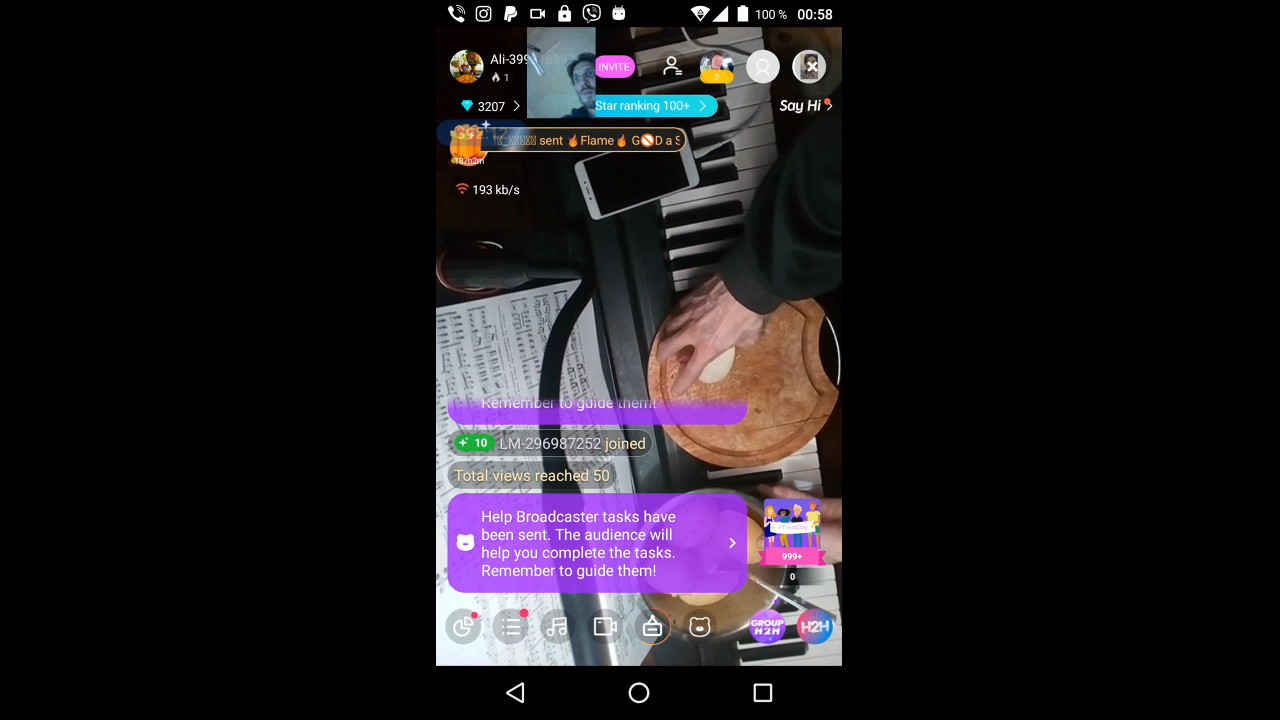 100 % 00:58
Ali-399
INVITE
1
2
3207
Star ranking 100+
Say Hi
sent Flame G D a S
187h2m
193 kb/s
Remember to guide them!
10 LM-296987252 joined
Total views reached 50
Help Broadcaster tasks have
been sent. The audience will
help you complete the tasks.
Remember to guide them!
999+
0
GROUP
H2H
H2H